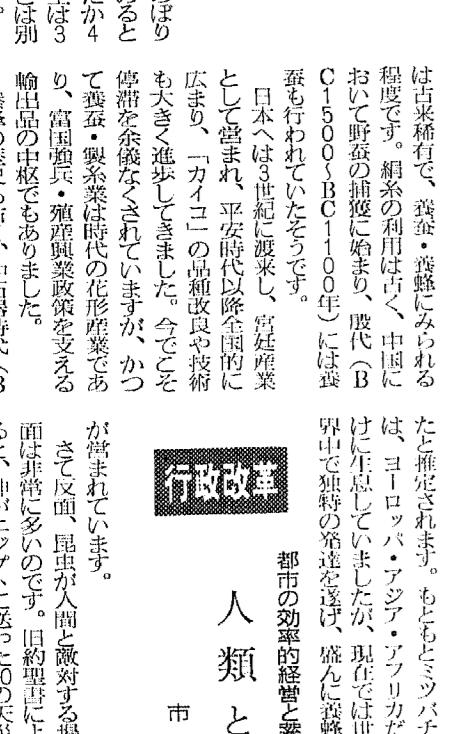 ぼり
ると
か4
は3
は別
は古来稀有で、養蚕・養蜂にみられる
程度です。絹糸の利用は古く、中国に
おいて野蚕の捕獲に始まり、殷代(B
C1500~BC1100年)には養
蚕も行われていたそうです。
日本へは3世紀に渡来し、宮廷産業
として営まれ、平安時代以降全国的に
広まり、「カイコ」の品種改良や技術
も大きく進歩してきました。今でこそ
停滞を余儀なくされていますが、かつ
て養蚕・製糸業は時代の花形産業であ
り、富国強兵・殖産興業政策を支える
輸出品の中枢でもありました。
たと推定されます。もともとミツバチ
は、ヨーロッパ・アジア・アフリカだ
けに生息していましたが、現在では世
界中で独特の発達を遂げ、盛んに養蜂
都市の効率的経営と
人類と
市
行政改革
が営まれています。
さて反面、昆虫が人間と敵対する場
面は非常に多いのです。旧約聖書に